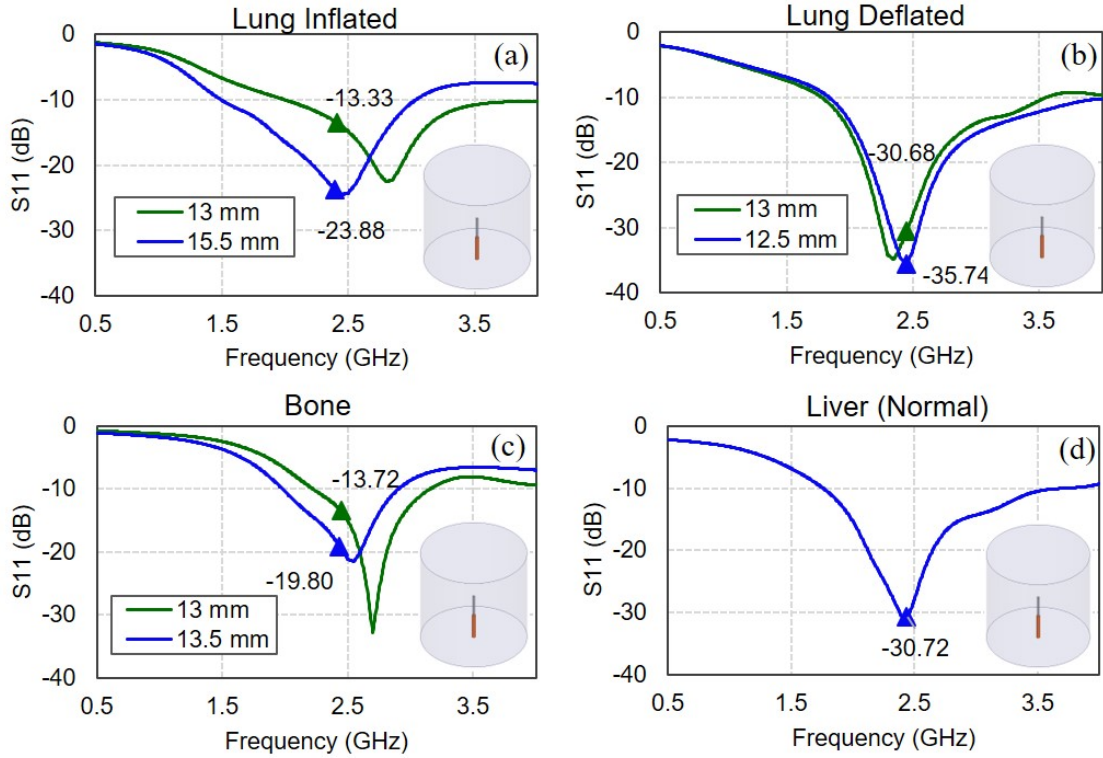 Lung Inflated
(a)
0
-10
-20
-30
-40
S11 (dB)
-13.33
-23.88
13 mm
15.5 mm
0.5
1.5
2.5
3.5
Frequency (GHz)
Lung Deflated
(b)
0
-10
-20
-30
-40
S11 (dB)
-30.68
-35.74
13 mm
12.5 mm
0.5
1.5
2.5
3.5
Frequency (GHz)
Bone
(c)
0
-10
-20
-30
-40
S11 (dB)
-13.72
-19.80
13 mm
13.5 mm
0.5
1.5
2.5
3.5
Frequency (GHz)
Liver (Normal)
(d)
0
-10
-20
-30
-40
S11 (dB)
-30.72
0.5
1.5
2.5
3.5
Frequency (GHz)